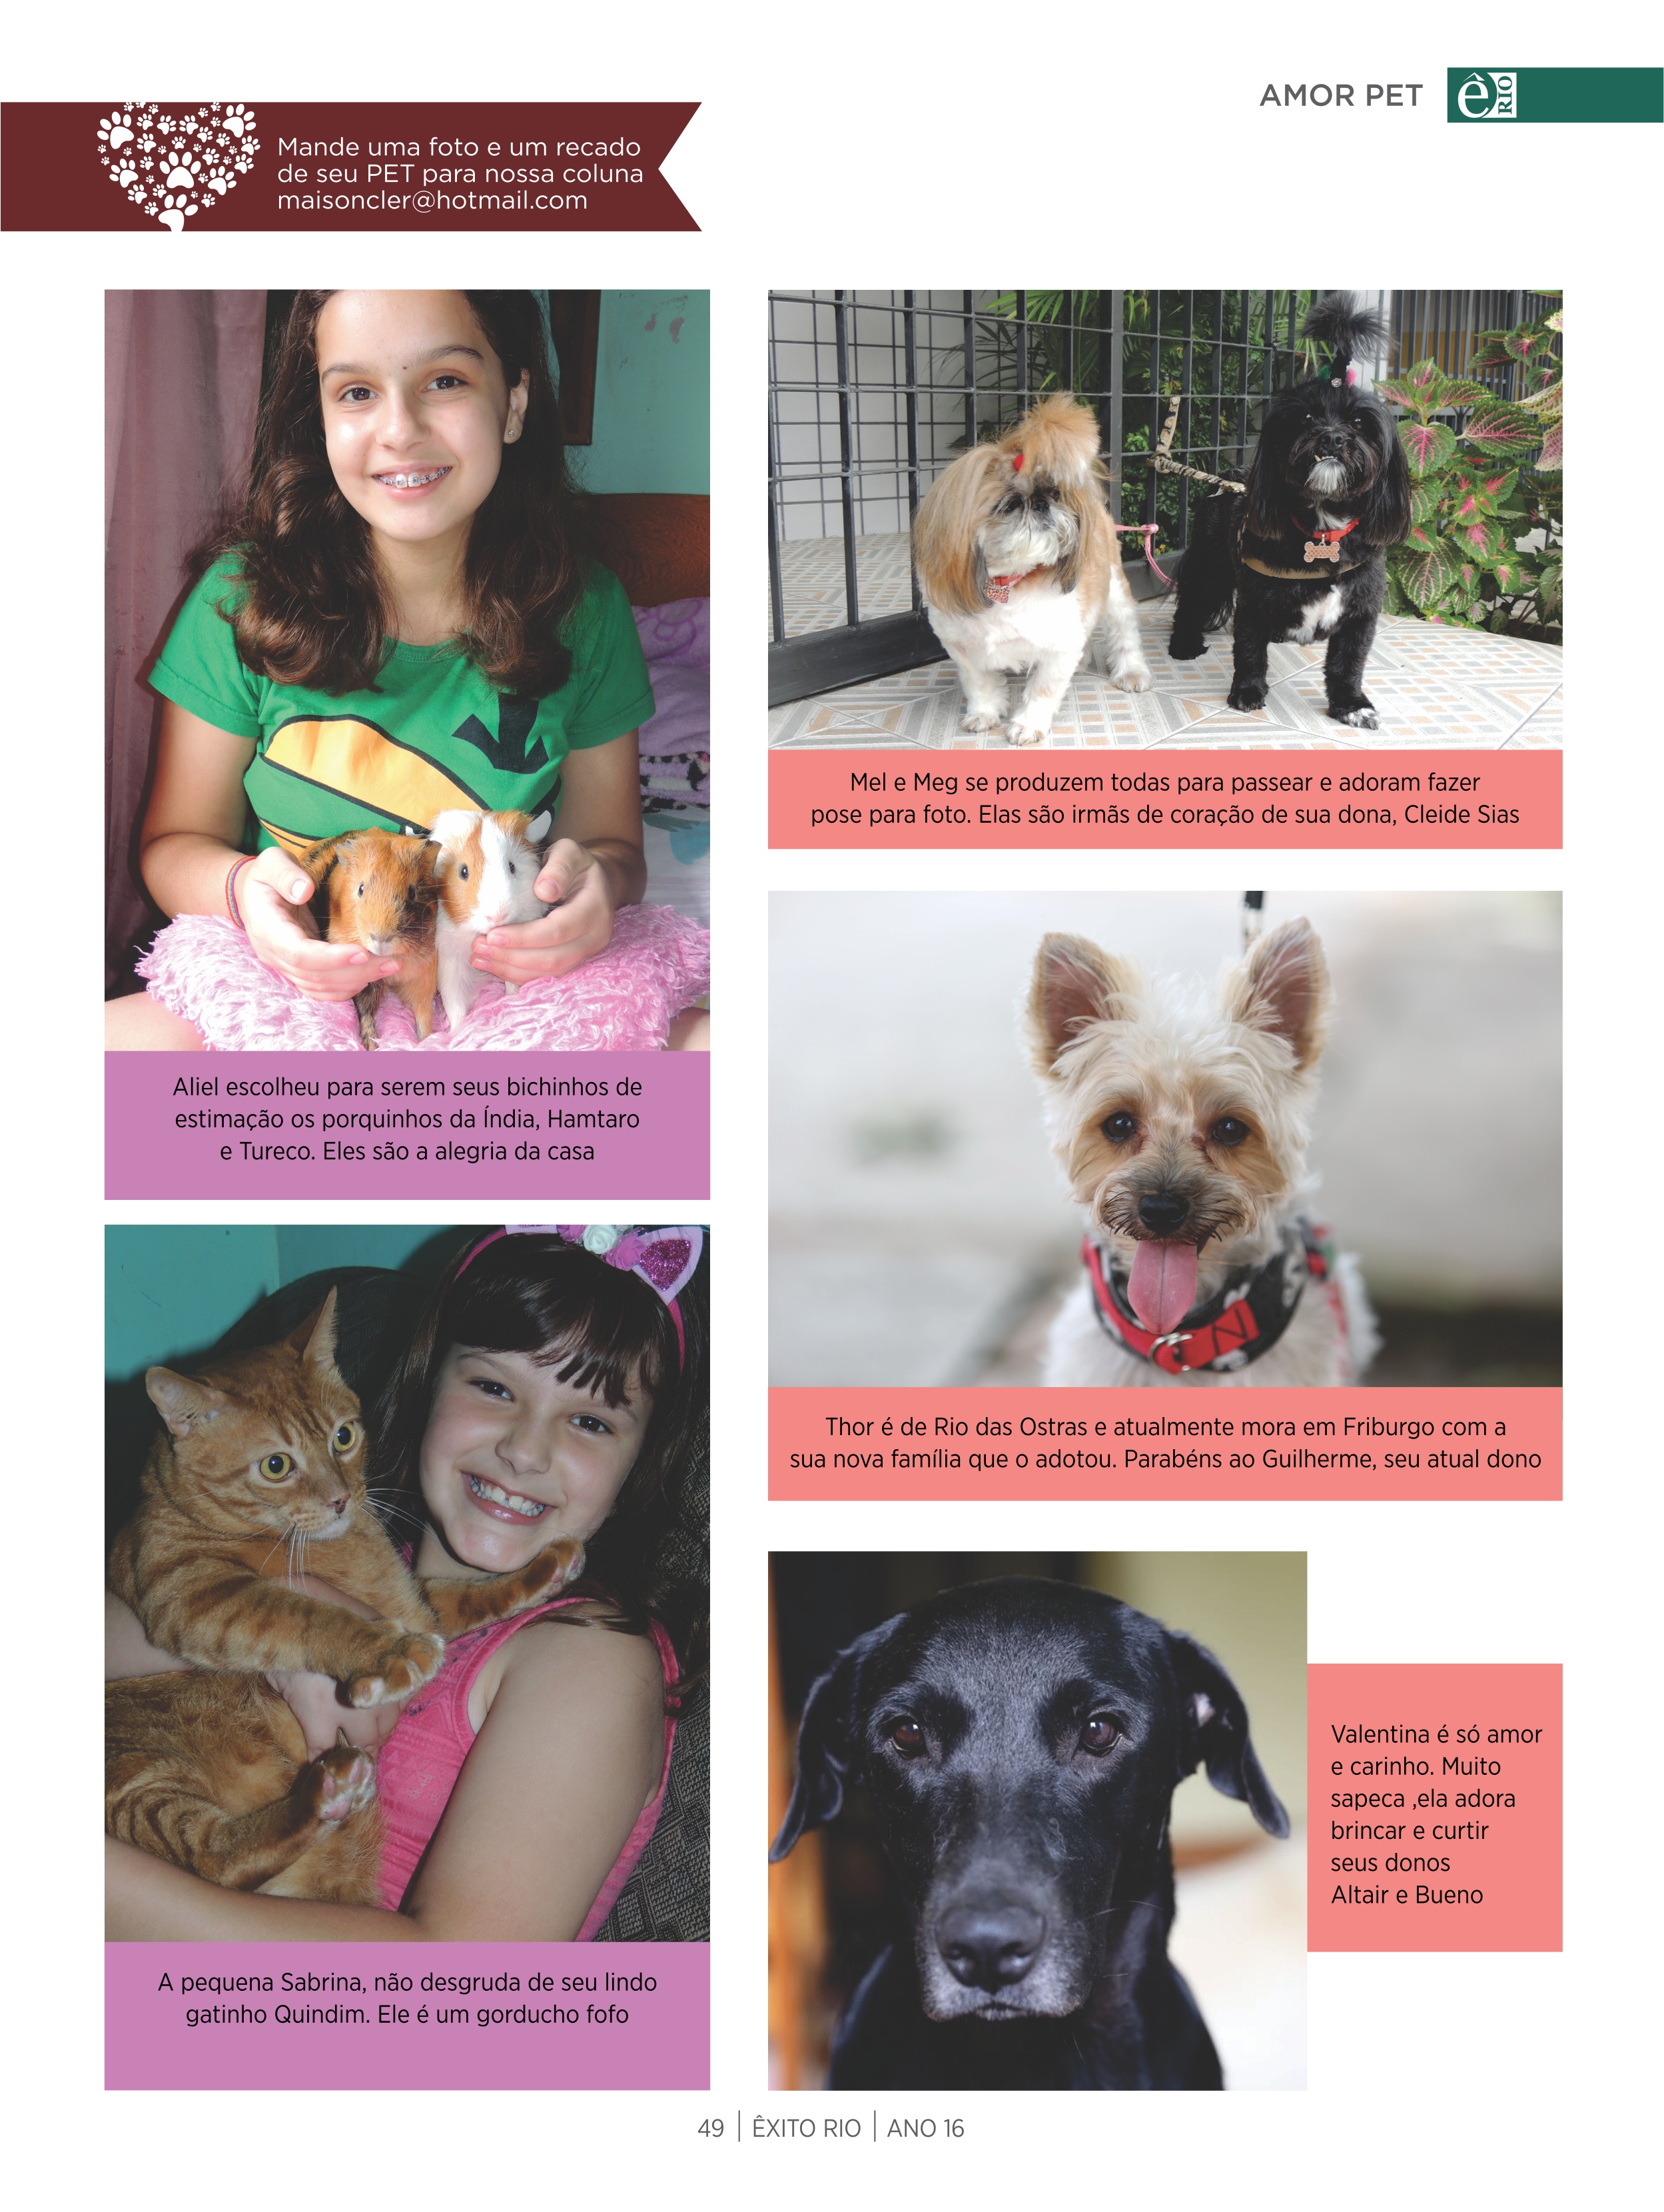 AMOR PET
ê RIO
Mande uma foto e um recado
de seu PET para nossa coluna
maisoncler@hotmail.com
Aliel escolheu para serem seus bichinhos de
estimação os porquinhos da Índia, Hamtaro
e Tureco. Eles são a alegria da casa
A pequena Sabrina, não desgruda de seu lindo
gatinho Quindim. Ele é um gorducho fofo
Mel e Meg se produzem todas para passear e adoram fazer
pose para foto. Elas são irmãs de coração de sua dona, Cleide Sias
Thor é de Rio das Ostras e atualmente mora em Friburgo com a
sua nova família que o adotou. Parabéns ao Guilherme, seu atual dono
Valentina é só amor
e carinho. Muito
sapeca ,ela adora
brincar e curtir
seus donos
Altair e Bueno
49 | ÊXITO RIO | ANO 16